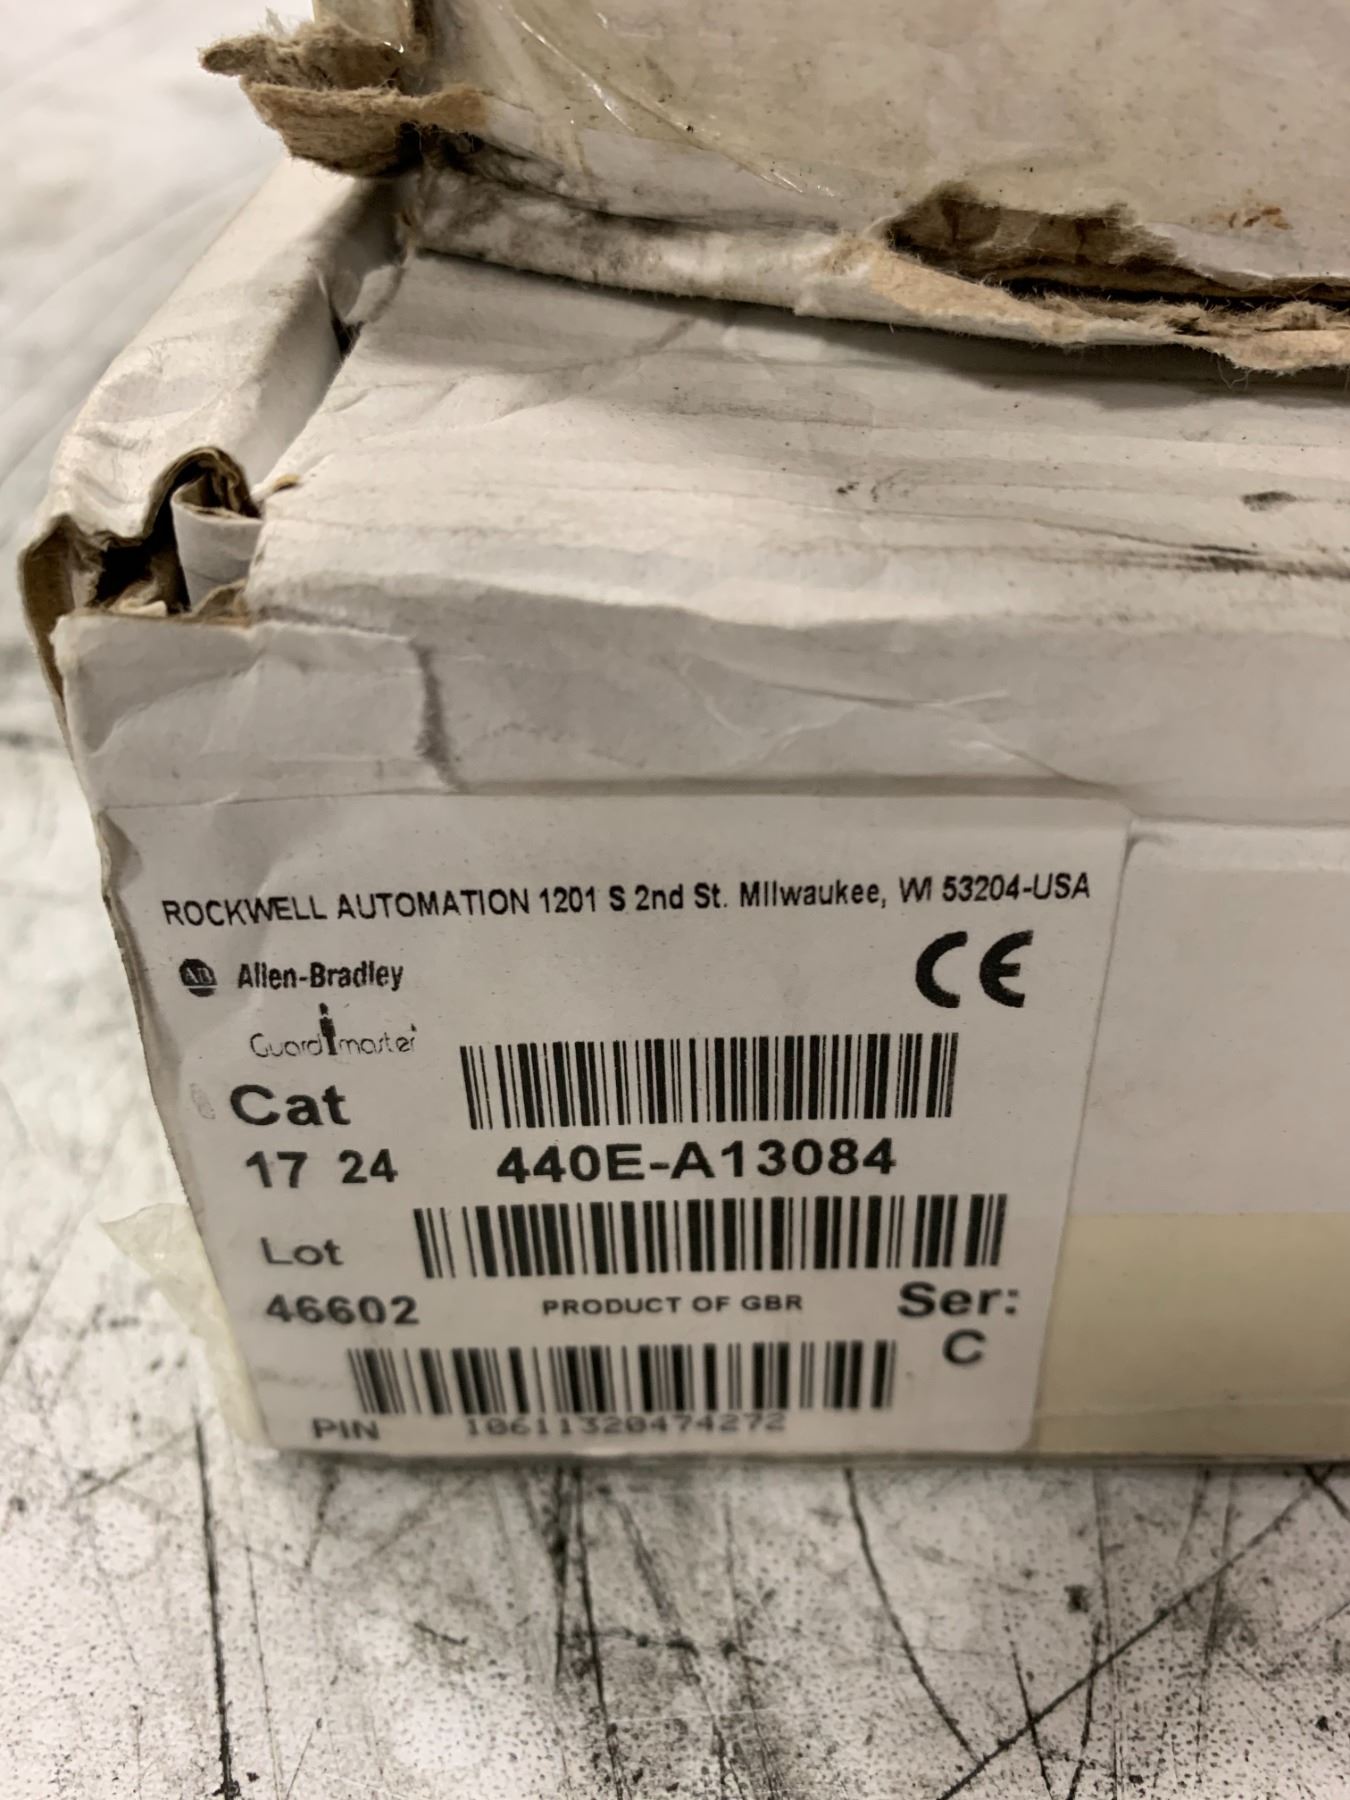 ROCKWELL AUTOMATION 1201 S 2nd St. MIlwaukee, WI 53204-USA
AB Allen-Bradley
CE
Guardmaster
Cat
17 24 440E-A13084
Lot
46602 PRODUCT OF GBR Ser:
C
PIN 10611320474272